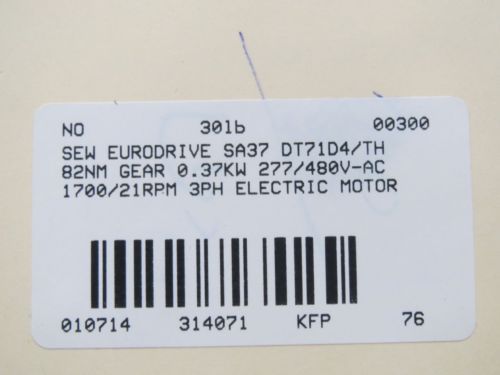 NO 30lb 00300
SEW EURODRIVE SA37 DT71D4/TH
82NM GEAR 0.37KW 277/480V-AC
1700/21RPM 3PH ELECTRIC MOTOR
010714 314071 KFP 76